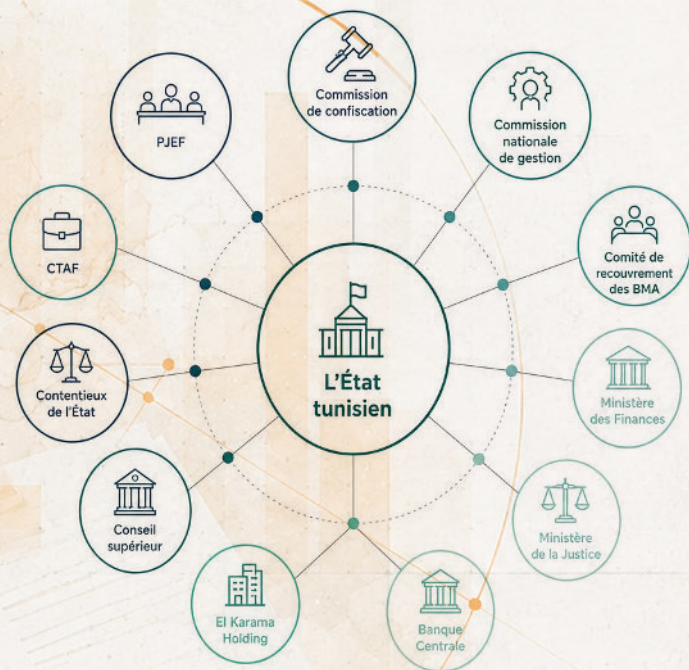 Commission
de confiscation
Commission
nationale
de gestion
PJEF
Comité de
recouvrement
des BMA
CTAF
L'État
tunisien
Ministère
des Finances
Contentieux
de l'État
Conseil
supérieur
Ministère
de la Justice
El Karama
Holding
Banque
Centrale